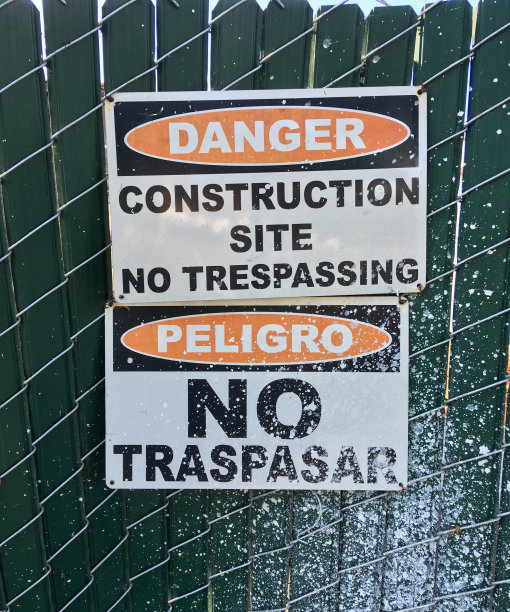 DANGER
CONSTRUCTION
SITE
NO TRESPASSING
PELIGRO
NO
TRASPASAR